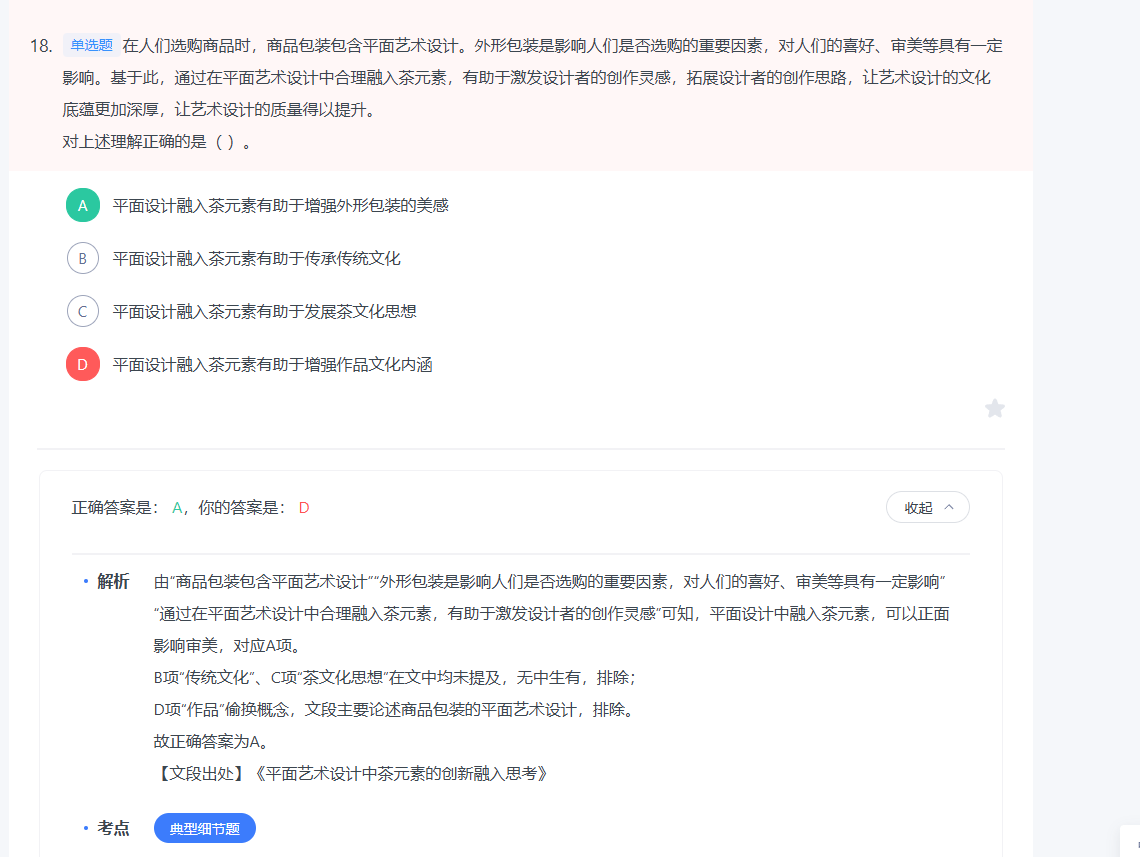 18. 单选题 在人们选购商品时，商品包装包含平面艺术设计。外形包装是影响人们是否选购的重要因素，对人们的喜好、审美等具有一定
影响。基于此，通过在平面艺术设计中合理融入茶元素，有助于激发设计者的创作灵感，拓展设计者的创作思路，让艺术设计的文化
底蕴更加深厚，让艺术设计的质量得以提升。
对上述理解正确的是（ ）。
A 平面设计融入茶元素有助于增强外形包装的美感
B 平面设计融入茶元素有助于传承传统文化
C 平面设计融入茶元素有助于发展茶文化思想
D 平面设计融入茶元素有助于增强作品文化内涵
正确答案是： A，你的答案是： D
收起
· 解析 由“商品包装包含平面艺术设计”“外形包装是影响人们是否选购的重要因素，对人们的喜好、审美等具有一定影响”
“通过在平面艺术设计中合理融入茶元素，有助于激发设计者的创作灵感”可知，平面设计中融入茶元素，可以正面
影响审美，对应A项。
B项“传统文化”、C项“茶文化思想”在文中均未提及，无中生有，排除；
D项“作品”偷换概念，文段主要论述商品包装的平面艺术设计，排除。
故正确答案为A。
【文段出处】《平面艺术设计中茶元素的创新融入思考》
· 考点 典型细节题